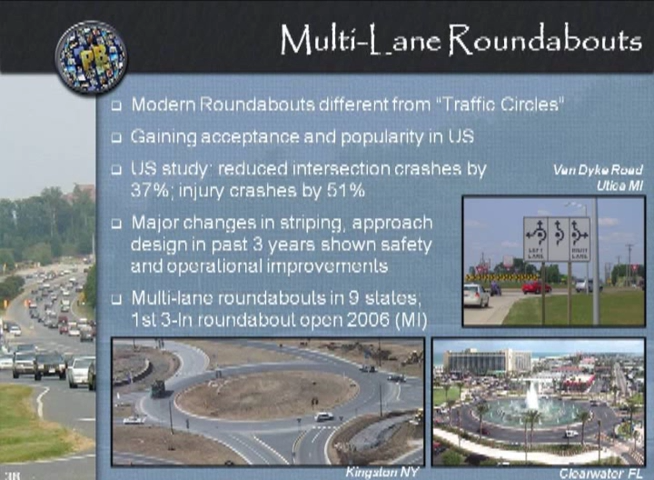 Multi-Lane Roundabouts
PB
Modern Roundabouts different from "Traffic Circles"
Gaining acceptance and popularity in US
US study: reduced intersection crashes by
37%; injury crashes by 51%
Van Dyke Road
Utica MI
Major changes in striping, approach
design in past 3 years shown safety
and operational improvements
LEFT LANE
RIGHT LANE
Multi-lane roundabouts in 9 states;
1st 3-ln roundabout open 2006 (MI)
Kingston NY
Clearwater FL
38